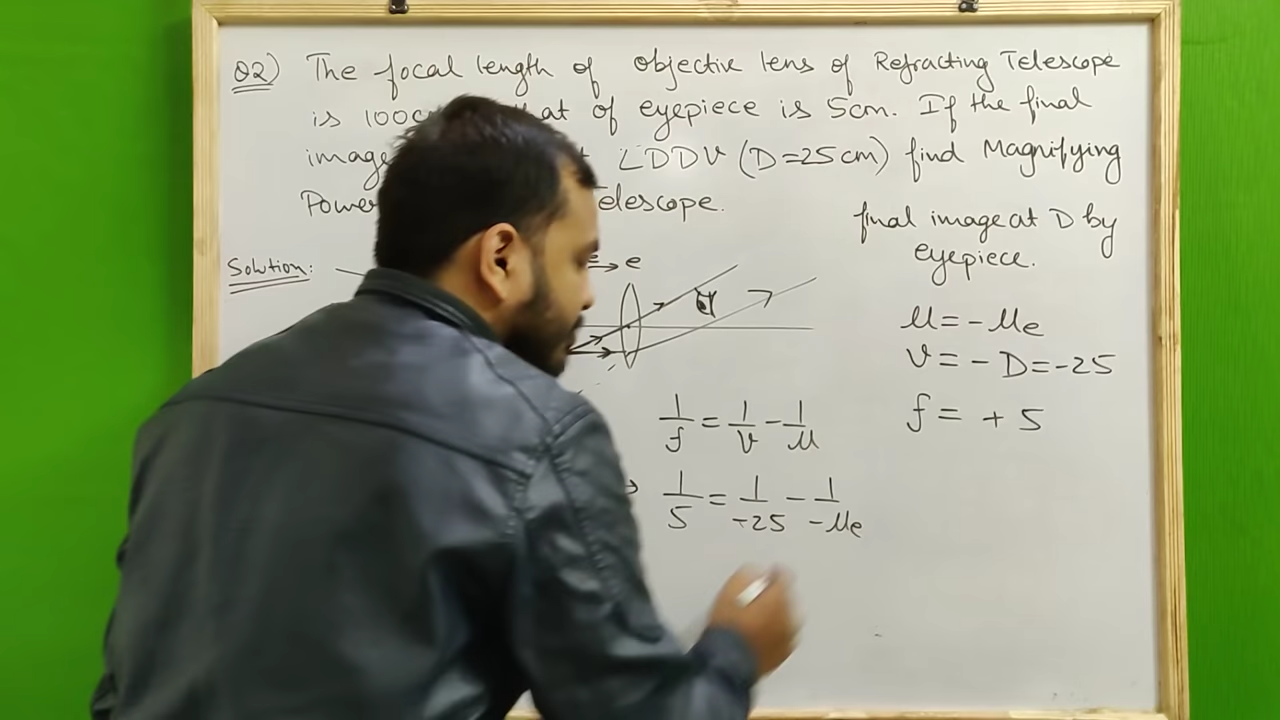 Q2) The focal length of objective lens of Refracting Telescope
is 100c at of eyepiece is 5cm. If the final
image LDDV (D=25cm) find Magnifying
Power elescope.
final image at D by
eyepiece.
Solution:
e
u = -ue
v = - D = -25
f = + 5
1/f = 1/v - 1/u
1/5 = 1/-25 - 1/-ue